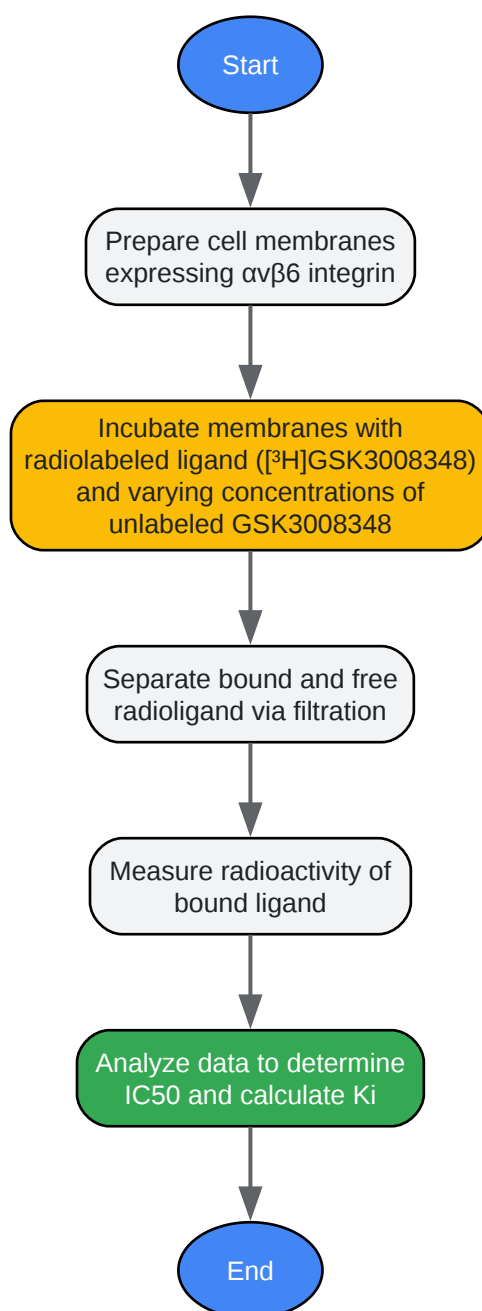 Start
Prepare cell membranes
expressing αvβ6 integrin
Incubate membranes with
radiolabeled ligand ([³H]GSK3008348)
and varying concentrations of
unlabeled GSK3008348
Separate bound and free
radioligand via filtration
Measure radioactivity of
bound ligand
Analyze data to determine
IC50 and calculate Ki
End